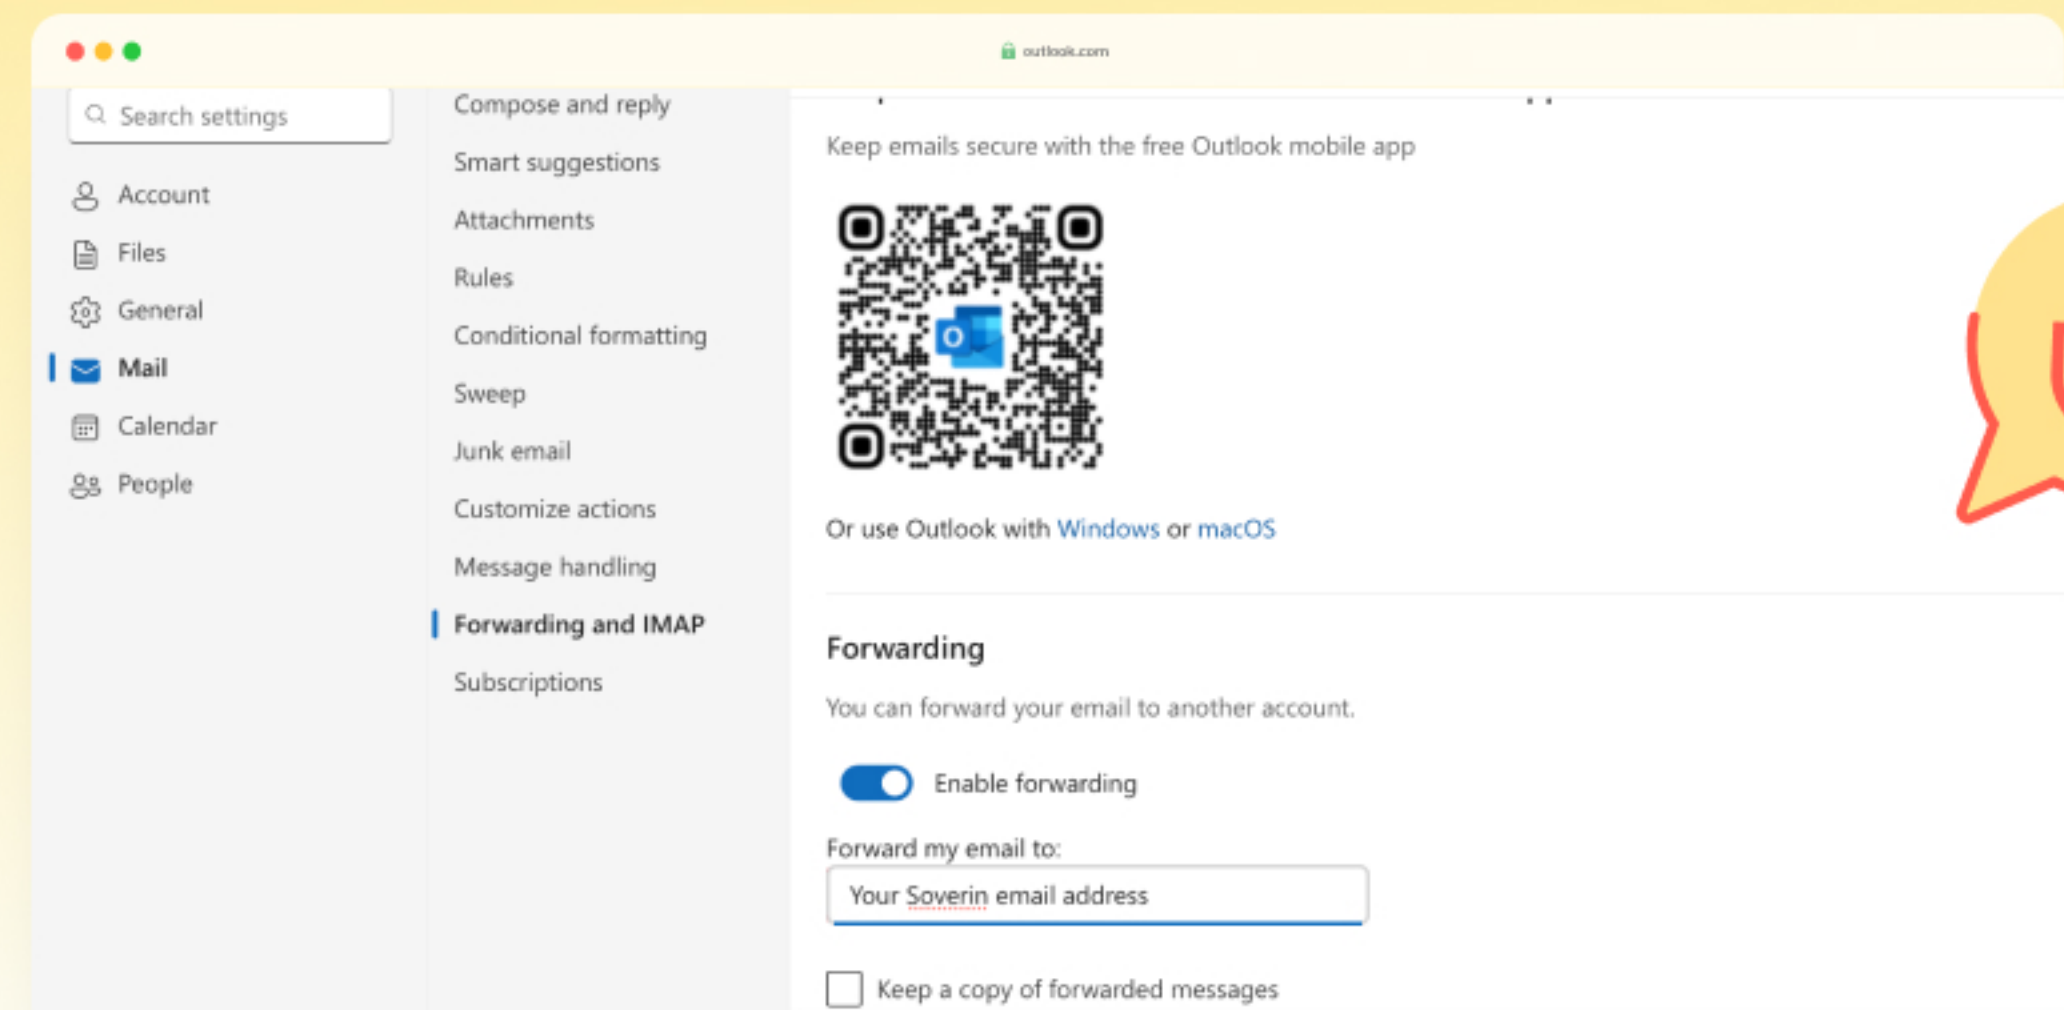 outlook.com
Search settings
Account
Files
General
Mail
Calendar
People
Compose and reply
Smart suggestions
Attachments
Rules
Conditional formatting
Sweep
Junk email
Customize actions
Message handling
Forwarding and IMAP
Subscriptions
Keep emails secure with the free Outlook mobile app
O
Or use Outlook with Windows or macOS
Forwarding
You can forward your email to another account.
Enable forwarding
Forward my email to:
Your Soverin email address
Keep a copy of forwarded messages